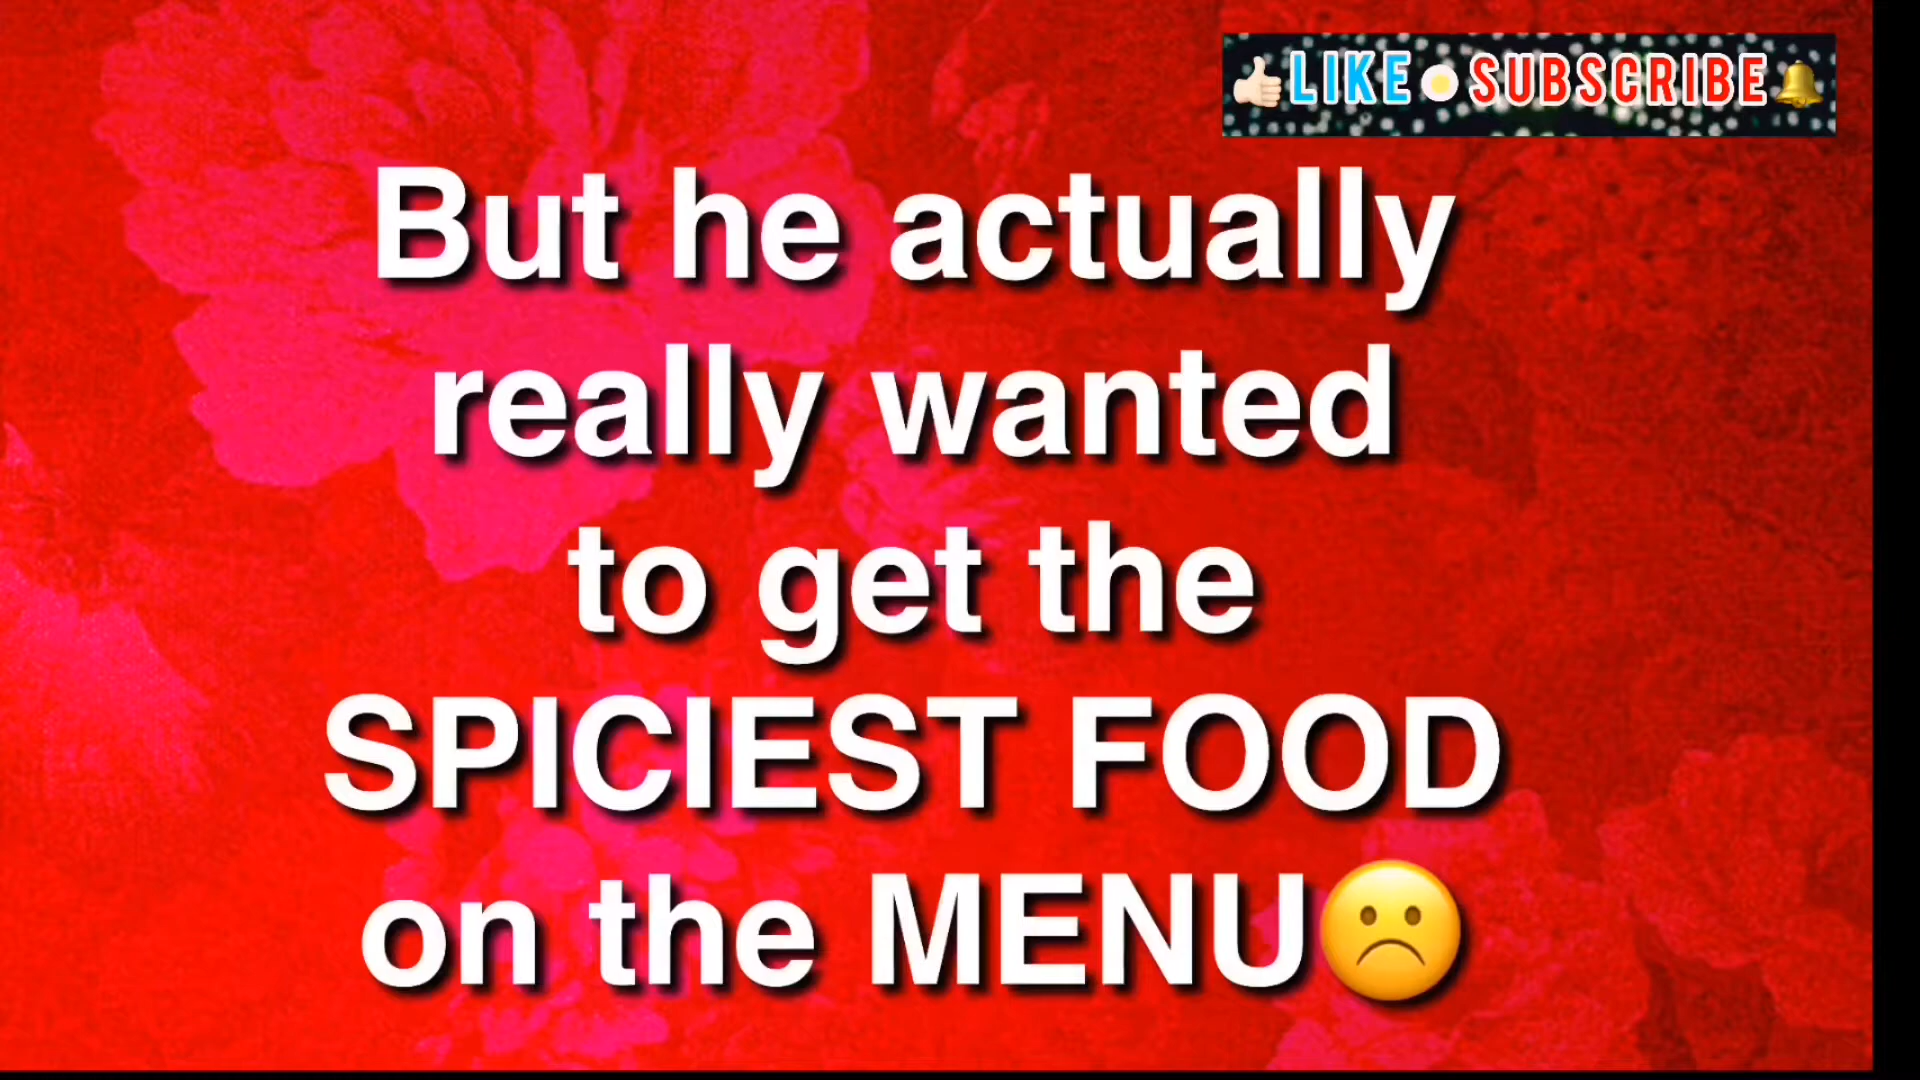 👍🏻LIKE SUBSCRIBE🔔
But he actually
really wanted
to get the
SPICIEST FOOD
on the MENU☹️